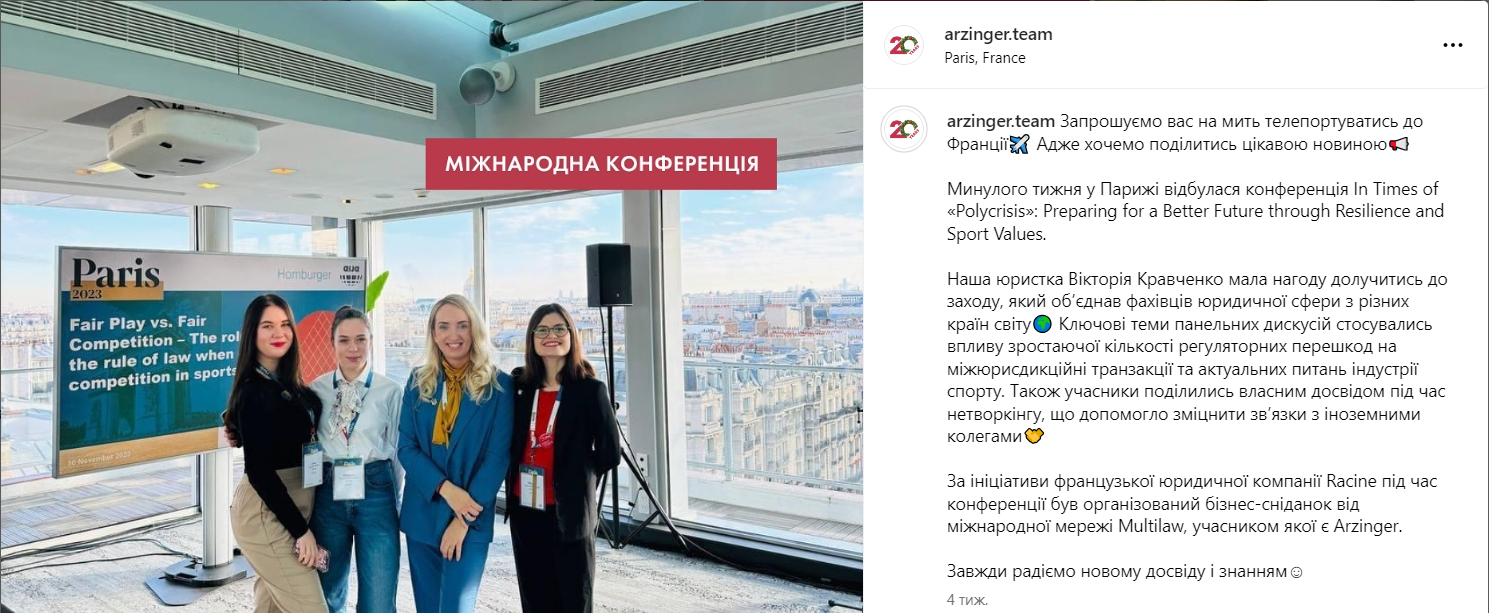 МІЖНАРОДНА КОНФЕРЕНЦІЯ
Paris
2023
Homburger
Fair Play vs. Fair
Competition – The
the rule of law when
competition in sports
10 November 2023
20
arzinger.team
Paris, France
20
arzinger.team Запрошуємо вас на мить телепортуватись до
Франції✈️ Адже хочемо поділитись цікавою новиною📢
Минулого тижня у Парижі відбулася конференція In Times of
«Polycrisis»: Preparing for a Better Future through Resilience and
Sport Values.
Наша юристка Вікторія Кравченко мала нагоду долучитись до
заходу, який об’єднав фахівців юридичної сфери з різних
країн світу🌍 Ключові теми панельних дискусій стосувались
впливу зростаючої кількості регуляторних перешкод на
міжюрисдикційні транзакції та актуальних питань індустрії
спорту. Також учасники поділились власним досвідом під час
нетворкінгу, що допомогло зміцнити зв’язки з іноземними
колегами🤝
За ініціативи французької юридичної компанії Racine під час
конференції був організований бізнес-сніданок від
міжнародної мережі Multilaw, учасником якої є Arzinger.
Завжди радіємо новому досвіду і знанням☺
4 тиж.